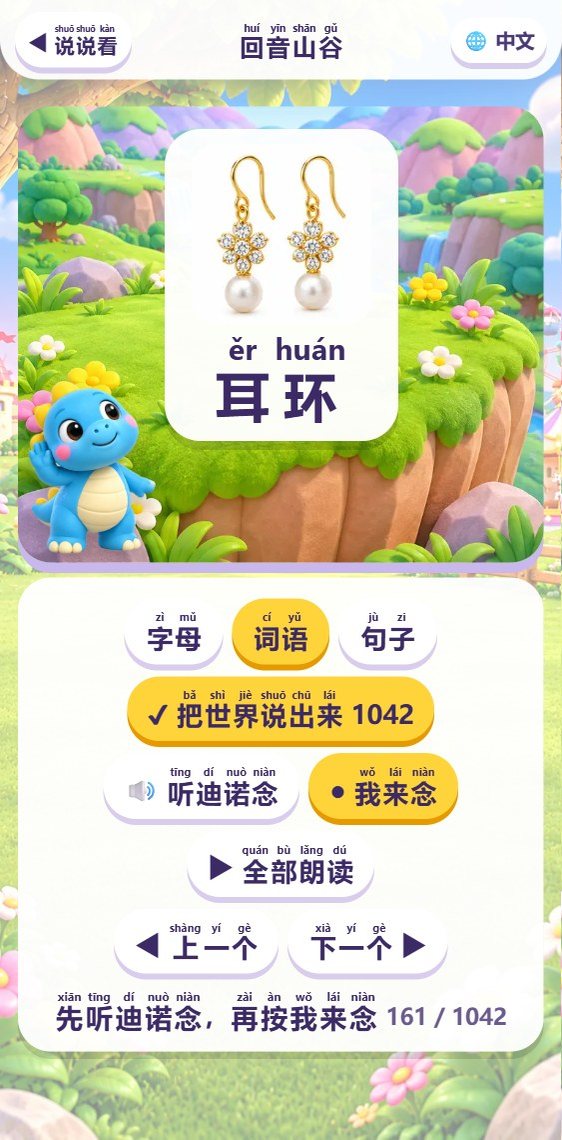 shuō shuō kàn
◀ 说说看
huí yīn shān gǔ
回音山谷
中文
ěr huán
耳环
zì mǔ
字母
cí yǔ
词语
jù zi
句子
bǎ shì jiè shuō chū lái
✓ 把世界说出来 1042
tīng dí nuò niàn
听迪诺念
wǒ lái niàn
● 我来念
quán bù lǎng dú
▶ 全部朗读
shàng yí gè
◀ 上一个
xià yí gè
下一个 ▶
xiān tīng dí nuò niàn zài àn wǒ lái niàn
先听迪诺念，再按我来念 161 / 1042